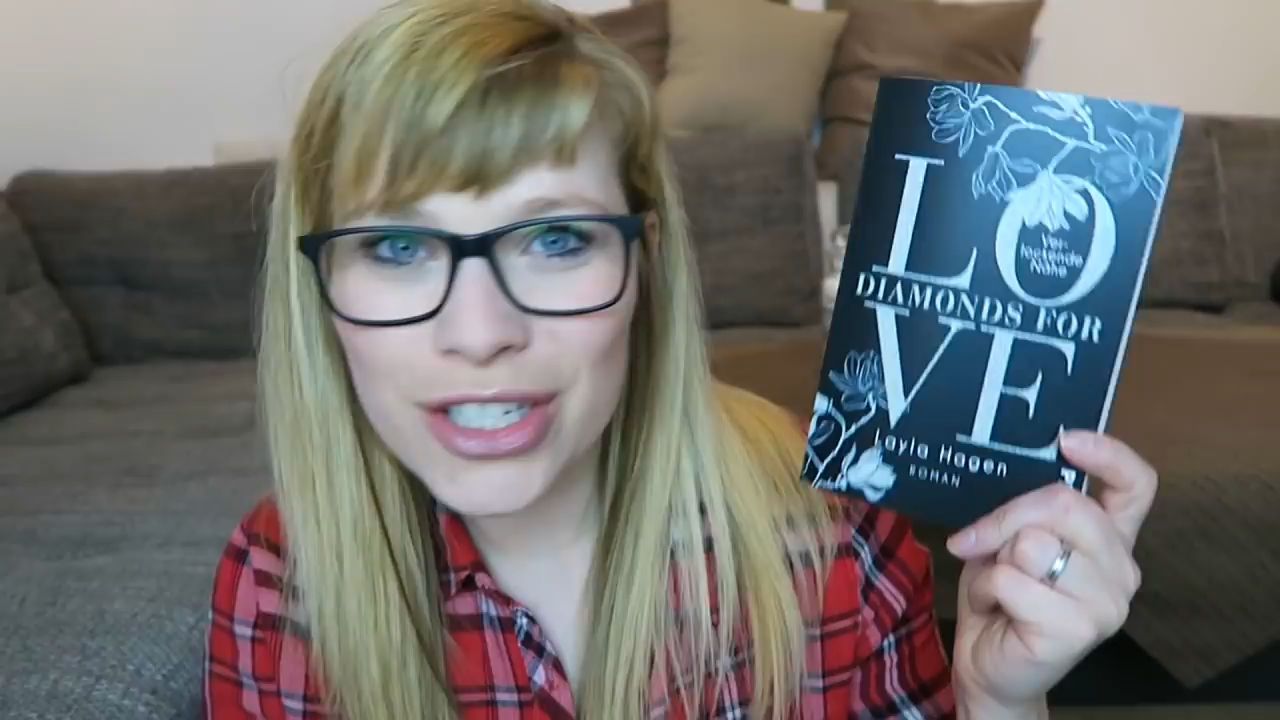 LO
Ver-
lockende
Nähe
DIAMONDS FOR
VE
Layla Hagen
ROMAN
P